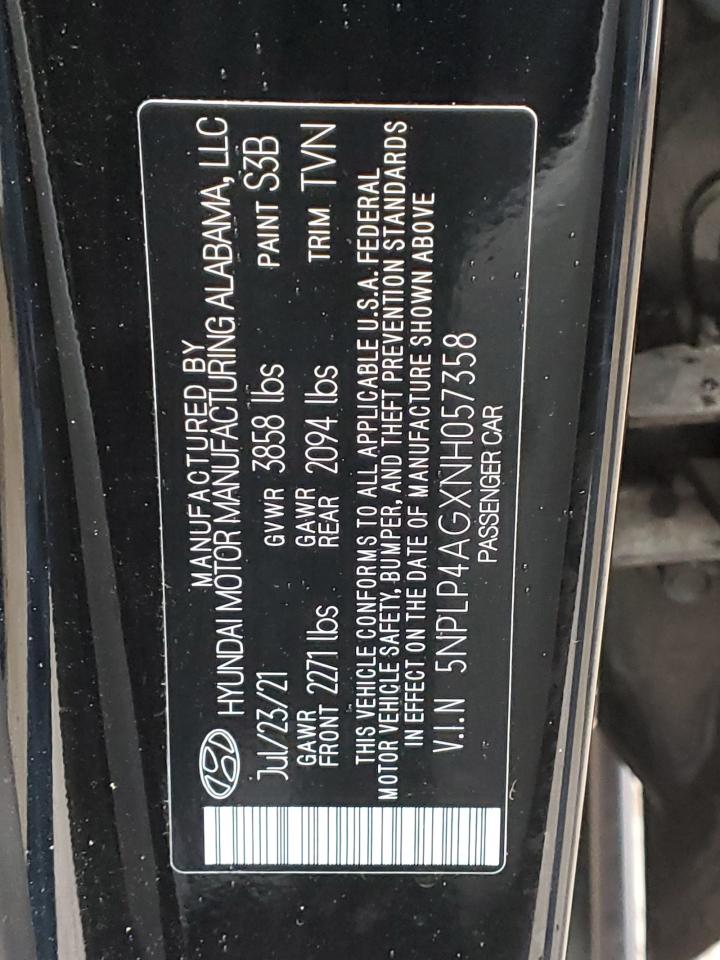 MANUFACTURED BY
HYUNDAI MOTOR MANUFACTURING ALABAMA, LLC
Jul/23/21 GVWR 3858 lbs PAINT S3B
GAWR FRONT 2271 lbs GAWR REAR 2094 lbs TRIM TVN
THIS VEHICLE CONFORMS TO ALL APPLICABLE U.S.A. FEDERAL
MOTOR VEHICLE SAFETY, BUMPER, AND THEFT PREVENTION STANDARDS
IN EFFECT ON THE DATE OF MANUFACTURE SHOWN ABOVE
V.I.N 5NPLP4AGXNH057358
PASSENGER CAR